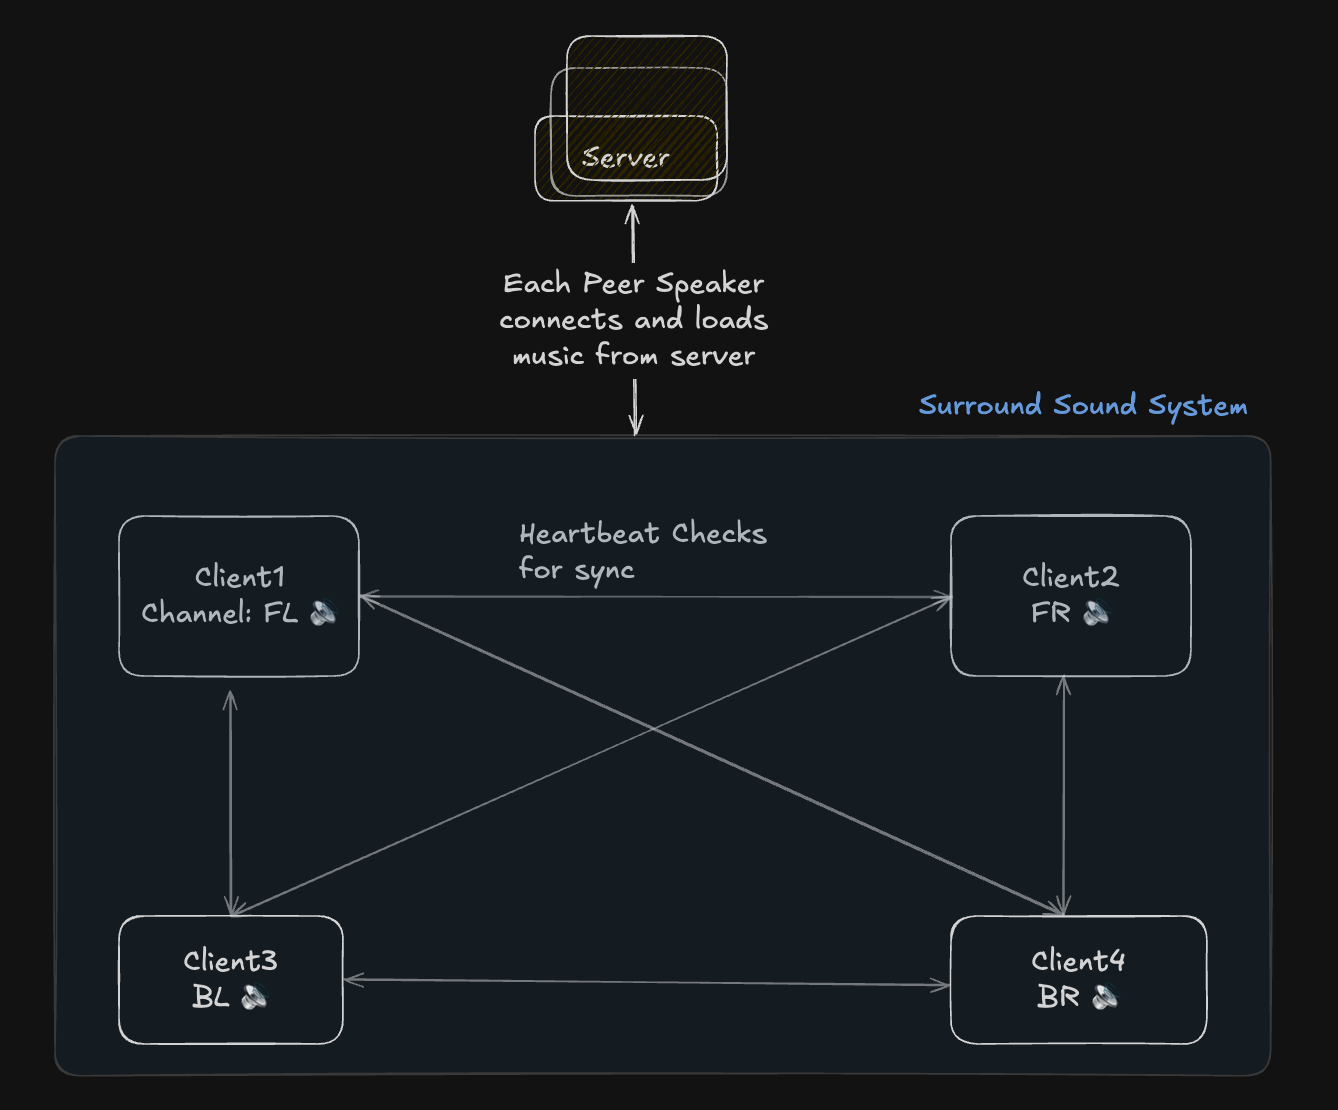 Server
Each Peer Speaker
connects and loads
music from server
Surround Sound System
Heartbeat Checks
for sync
Client1
Channel: FL 🔊
Client2
FR 🔊
Client3
BL 🔊
Client4
BR 🔊